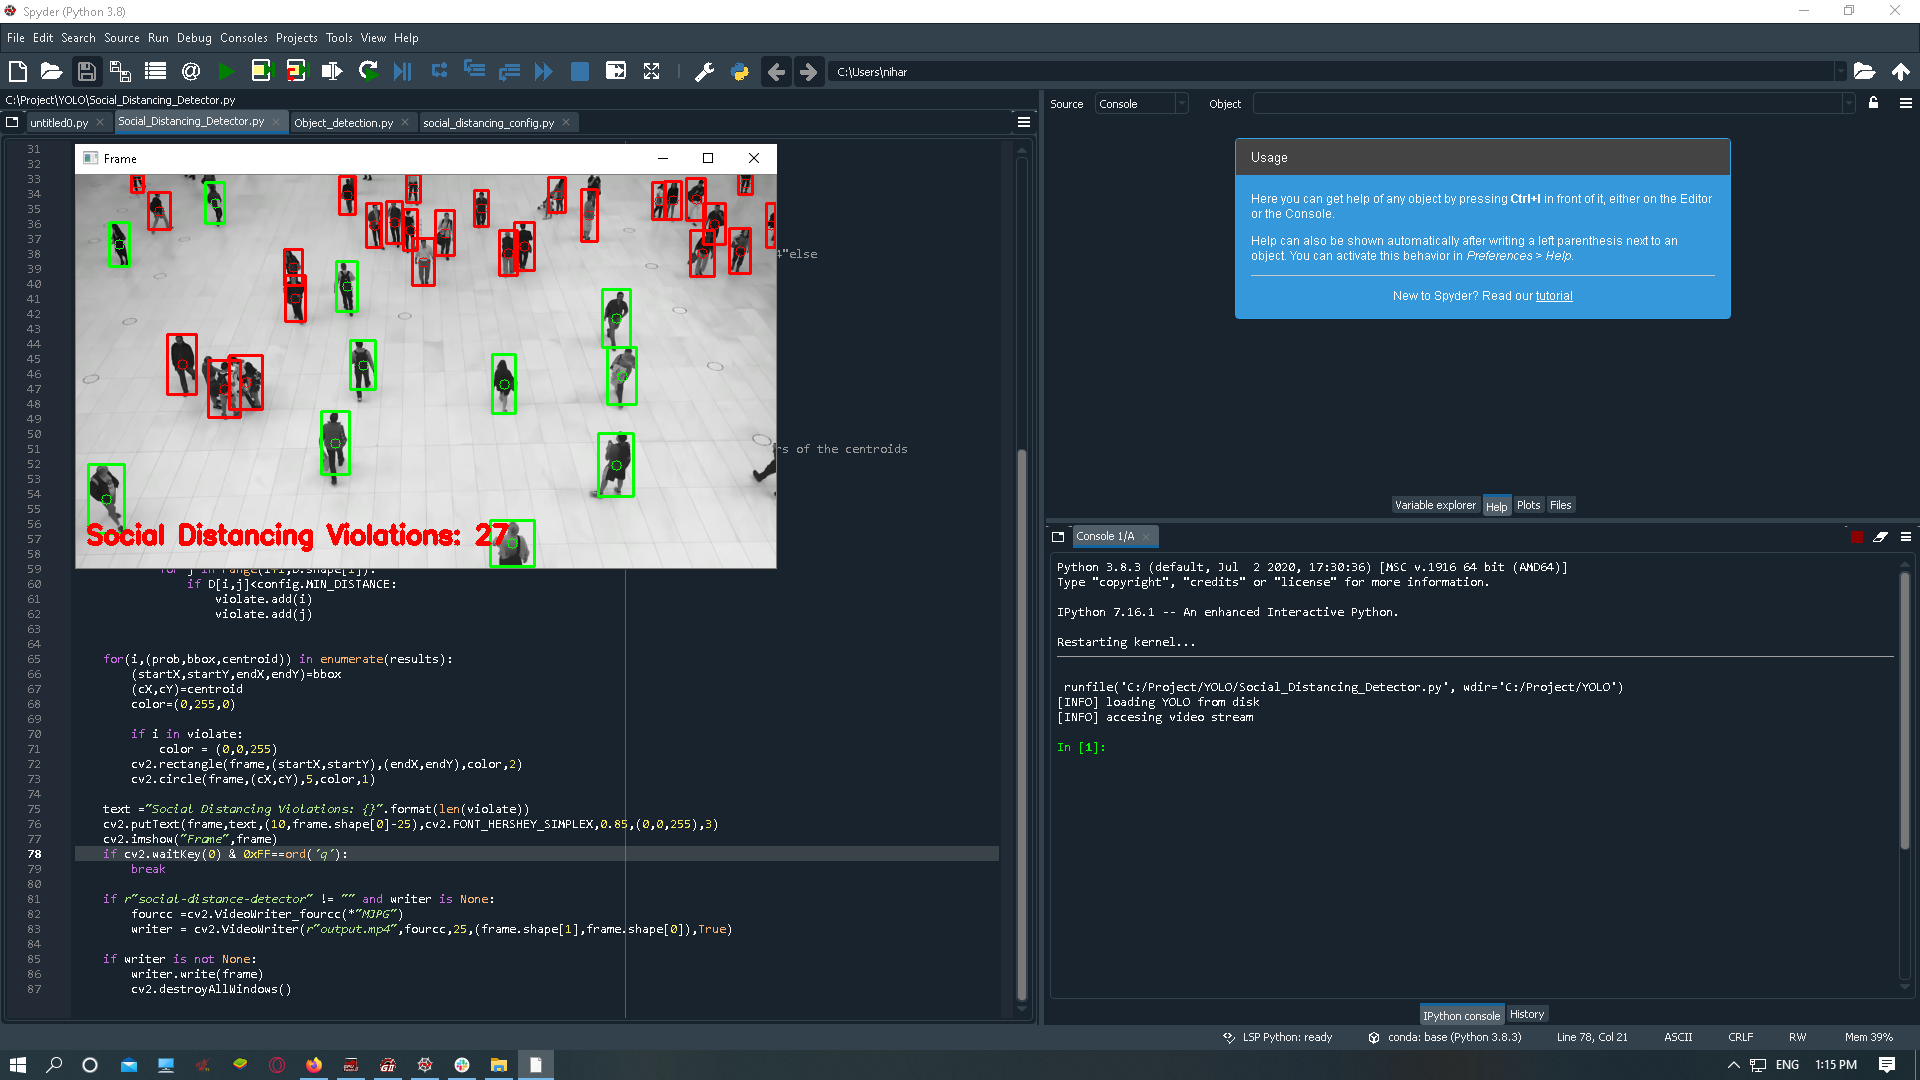 Spyder (Python 3.8)
File Edit Search Source Run Debug Consoles Projects Tools View Help
C:\Users\nihar
C:\Project\YOLO\Social_Distancing_Detector.py
untitled0.py
Social_Distancing_Detector.py
Object_detection.py
social_distancing_config.py
Frame
31
32
33
34
35
36
37
38 "else
39
40
41
42
43
44
45
46
47
48
49
50
51 rs of the centroids
52
53
54
55
56
57
58
Social Distancing Violations: 27
59 for j in range(i+1,D.shape[1]):
60 if D[i,j]<config.MIN_DISTANCE:
61 violate.add(i)
62 violate.add(j)
63
64
65 for(i,(prob,bbox,centroid)) in enumerate(results):
66 (startX,startY,endX,endY)=bbox
67 (cX,cY)=centroid
68 color=(0,255,0)
69
70 if i in violate:
71 color = (0,0,255)
72 cv2.rectangle(frame,(startX,startY),(endX,endY),color,2)
73 cv2.circle(frame,(cX,cY),5,color,1)
74
75 text ="Social Distancing Violations: {}".format(len(violate))
76 cv2.putText(frame,text,(10,frame.shape[0]-25),cv2.FONT_HERSHEY_SIMPLEX,0.85,(0,0,255),3)
77 cv2.imshow("Frame",frame)
78 if cv2.waitKey(0) & 0xFF==ord('q'):
79 break
80
81 if r"social-distance-detector" != "" and writer is None:
82 fourcc =cv2.VideoWriter_fourcc(*"MJPG")
83 writer = cv2.VideoWriter(r"output.mp4",fourcc,25,(frame.shape[1],frame.shape[0]),True)
84
85 if writer is not None:
86 writer.write(frame)
87 cv2.destroyAllWindows()
Source Console Object
Usage
Here you can get help of any object by pressing Ctrl+I in front of it, either on the Editor
or the Console.
Help can also be shown automatically after writing a left parenthesis next to an
object. You can activate this behavior in Preferences > Help.
New to Spyder? Read our tutorial
Variable explorer Help Plots Files
Console 1/A
Python 3.8.3 (default, Jul 2 2020, 17:30:36) [MSC v.1916 64 bit (AMD64)]
Type "copyright", "credits" or "license" for more information.
IPython 7.16.1 -- An enhanced Interactive Python.
Restarting kernel...
runfile('C:/Project/YOLO/Social_Distancing_Detector.py', wdir='C:/Project/YOLO')
[INFO] loading YOLO from disk
[INFO] accesing video stream
In [1]:
IPython console History
LSP Python: ready conda: base (Python 3.8.3) Line 78, Col 21 ASCII CRLF RW Mem 39%
ENG 1:15 PM